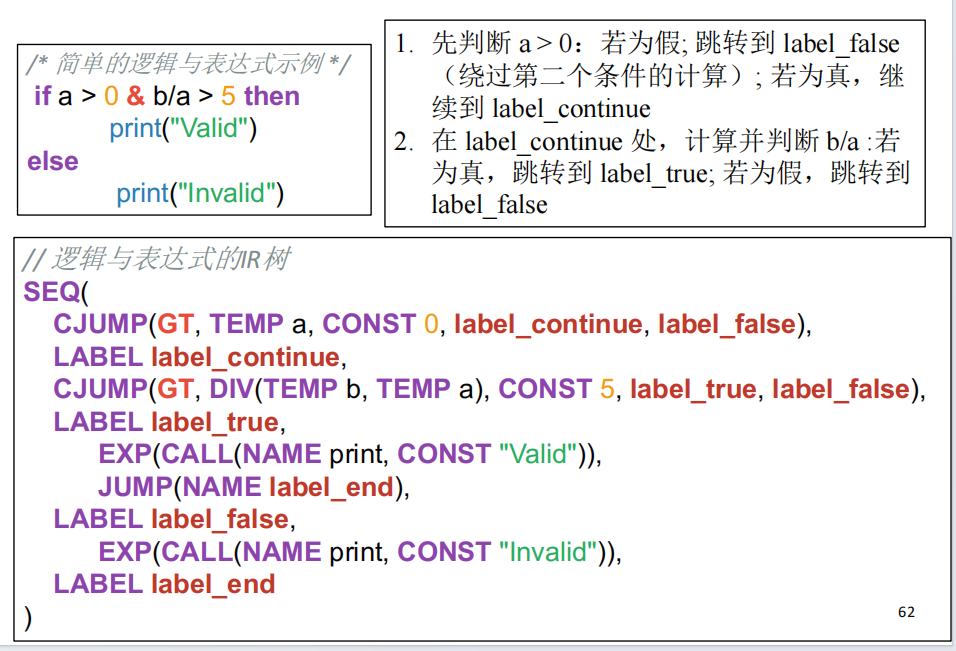 /* 简单的逻辑与表达式示例 */
if a > 0 & b/a > 5 then
print("Valid")
else
print("Invalid")
1. 先判断 a > 0：若为假; 跳转到 label_false
（绕过第二个条件的计算）; 若为真，继
续到 label_continue
2. 在 label_continue 处，计算并判断 b/a :若
为真，跳转到 label_true; 若为假，跳转到
label_false
// 逻辑与表达式的IR树
SEQ(
CJUMP(GT, TEMP a, CONST 0, label_continue, label_false),
LABEL label_continue,
CJUMP(GT, DIV(TEMP b, TEMP a), CONST 5, label_true, label_false),
LABEL label_true,
EXP(CALL(NAME print, CONST "Valid")),
JUMP(NAME label_end),
LABEL label_false,
EXP(CALL(NAME print, CONST "Invalid")),
LABEL label_end
)
62